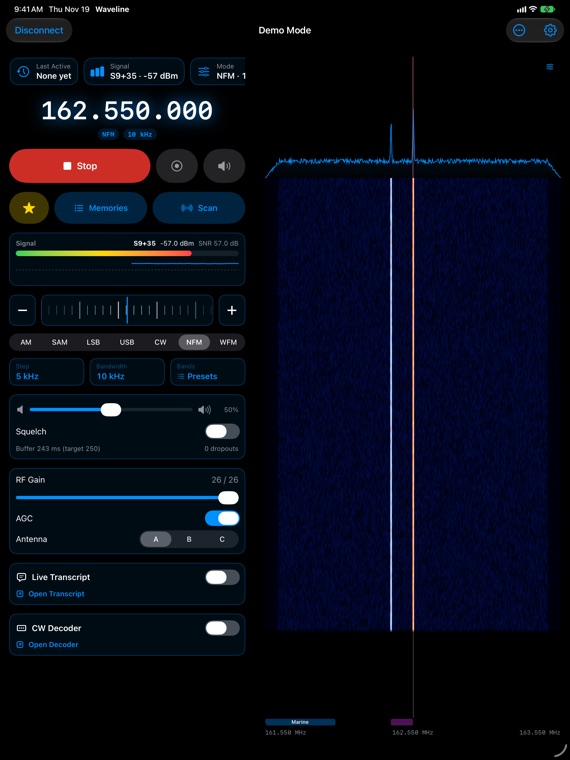 9:41 AM Thu Nov 19 Waveline
Disconnect
Demo Mode
Last Active
None yet
Signal
S9+35 · -57 dBm
Mode
NFM · 1
162.550.000
NFM 10 kHz
Stop
Memories
Scan
Signal S9+35 -57.0 dBm SNR 57.0 dB
AM SAM LSB USB CW NFM WFM
Step
5 kHz
Bandwidth
10 kHz
Bands
Presets
50%
Squelch
Buffer 243 ms (target 250) 0 dropouts
RF Gain 26 / 26
AGC
Antenna A B C
Live Transcript
Open Transcript
CW Decoder
Open Decoder
Marine
161.550 MHz 162.550 MHz 163.550 MHz